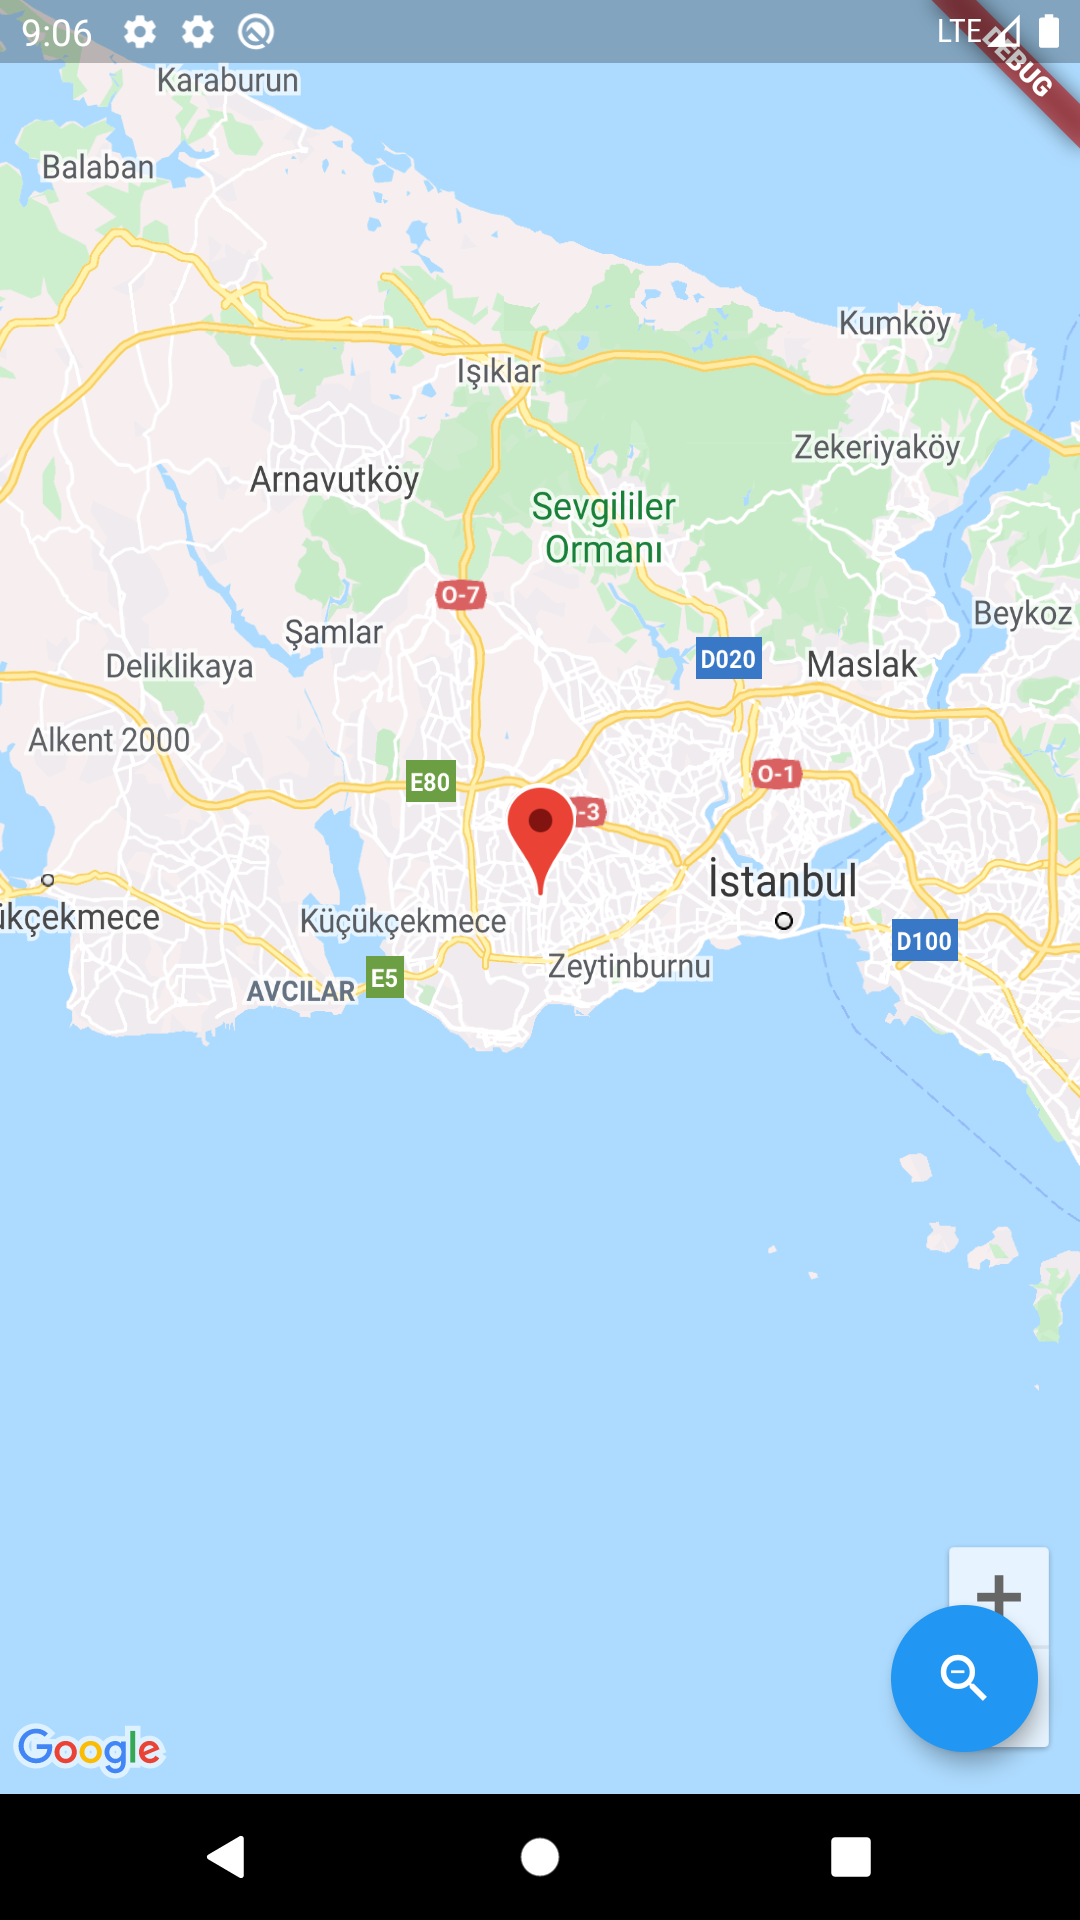 9:06
LTE
DEBUG
Karaburun
Balaban
Kumköy
Işıklar
Zekeriyaköy
Arnavutköy
Sevgililer
Ormanı
O-7
Beykoz
Şamlar
D020
Maslak
Deliklikaya
Alkent 2000
O-1
E80
-3
İstanbul
ükçekmece
Küçükçekmece
D100
Zeytinburnu
E5
AVCILAR
Google